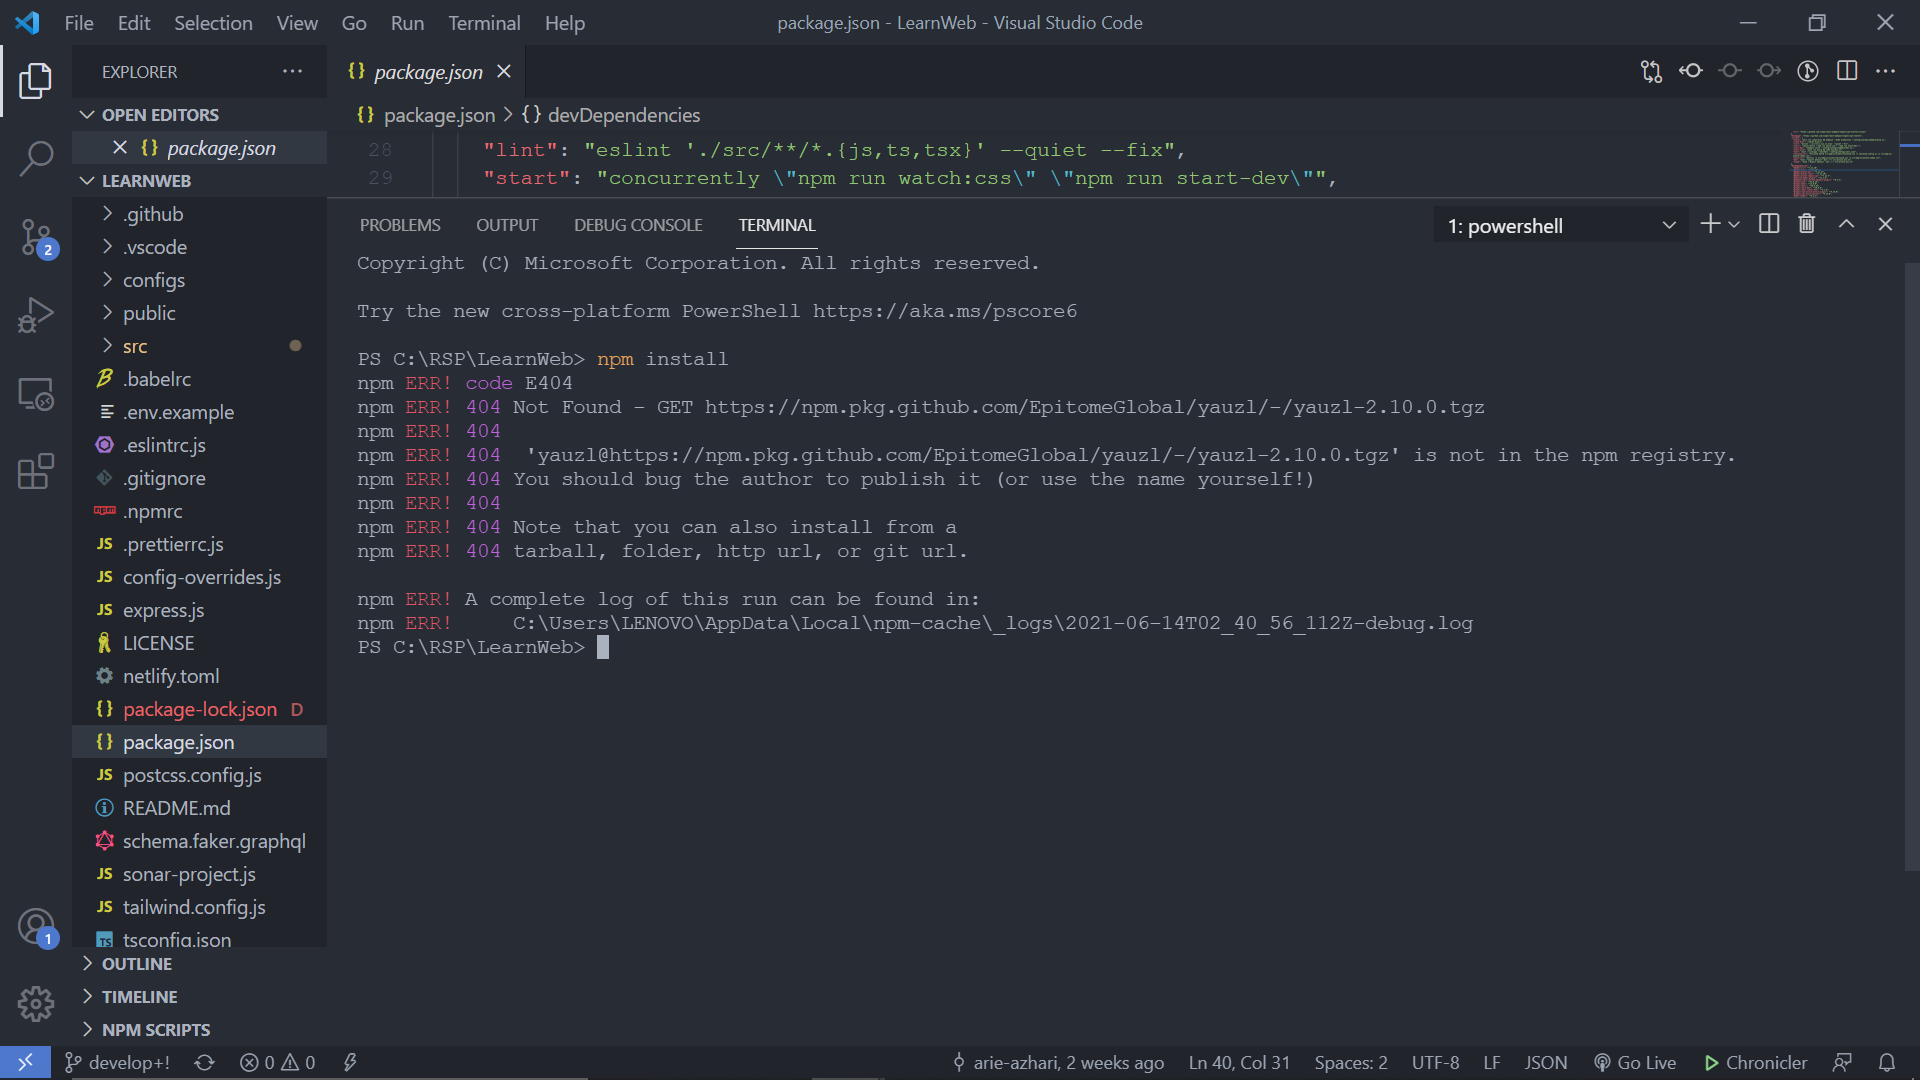 File Edit Selection View Go Run Terminal Help
package.json - LearnWeb - Visual Studio Code
EXPLORER
package.json
OPEN EDITORS
package.json
LEARNWEB
.github
.vscode
configs
public
src
.babelrc
.env.example
.eslintrc.js
.gitignore
.npmrc
.prettierrc.js
config-overrides.js
express.js
LICENSE
netlify.toml
package-lock.json D
package.json
postcss.config.js
README.md
schema.faker.graphql
sonar-project.js
tailwind.config.js
tsconfig.json
OUTLINE
TIMELINE
NPM SCRIPTS
2
1
package.json > {} devDependencies
28 "lint": "eslint './src/**/*.{js,ts,tsx}' --quiet --fix",
29 "start": "concurrently \"npm run watch:css\" \"npm run start-dev\"",
PROBLEMS OUTPUT DEBUG CONSOLE TERMINAL
1: powershell
Copyright (C) Microsoft Corporation. All rights reserved.
Try the new cross-platform PowerShell https://aka.ms/pscore6
PS C:\RSP\LearnWeb> npm install
npm ERR! code E404
npm ERR! 404 Not Found - GET https://npm.pkg.github.com/EpitomeGlobal/yauzl/-/yauzl-2.10.0.tgz
npm ERR! 404
npm ERR! 404  'yauzl@https://npm.pkg.github.com/EpitomeGlobal/yauzl/-/yauzl-2.10.0.tgz' is not in the npm registry.
npm ERR! 404 You should bug the author to publish it (or use the name yourself!)
npm ERR! 404
npm ERR! 404 Note that you can also install from a
npm ERR! 404 tarball, folder, http url, or git url.
npm ERR! A complete log of this run can be found in:
npm ERR!     C:\Users\LENOVO\AppData\Local\npm-cache\_logs\2021-06-14T02_40_56_112Z-debug.log
PS C:\RSP\LearnWeb>
develop+! 0 0
arie-azhari, 2 weeks ago Ln 40, Col 31 Spaces: 2 UTF-8 LF JSON Go Live Chronicler